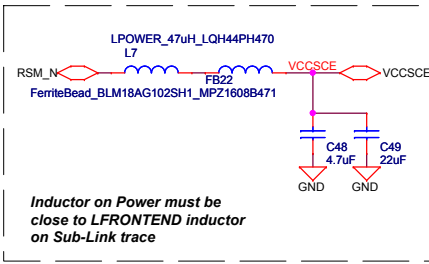 LPOWER_47uH_LQH44PH470
L7
RSM_N
VCCSCE
VCCSCE
FB22
FerriteBead_BLM18AG102SH1_MPZ1608B471
C48
4.7uF
C49
22uF
GND
GND
Inductor on Power must be
close to LFRONTEND inductor
on Sub-Link trace